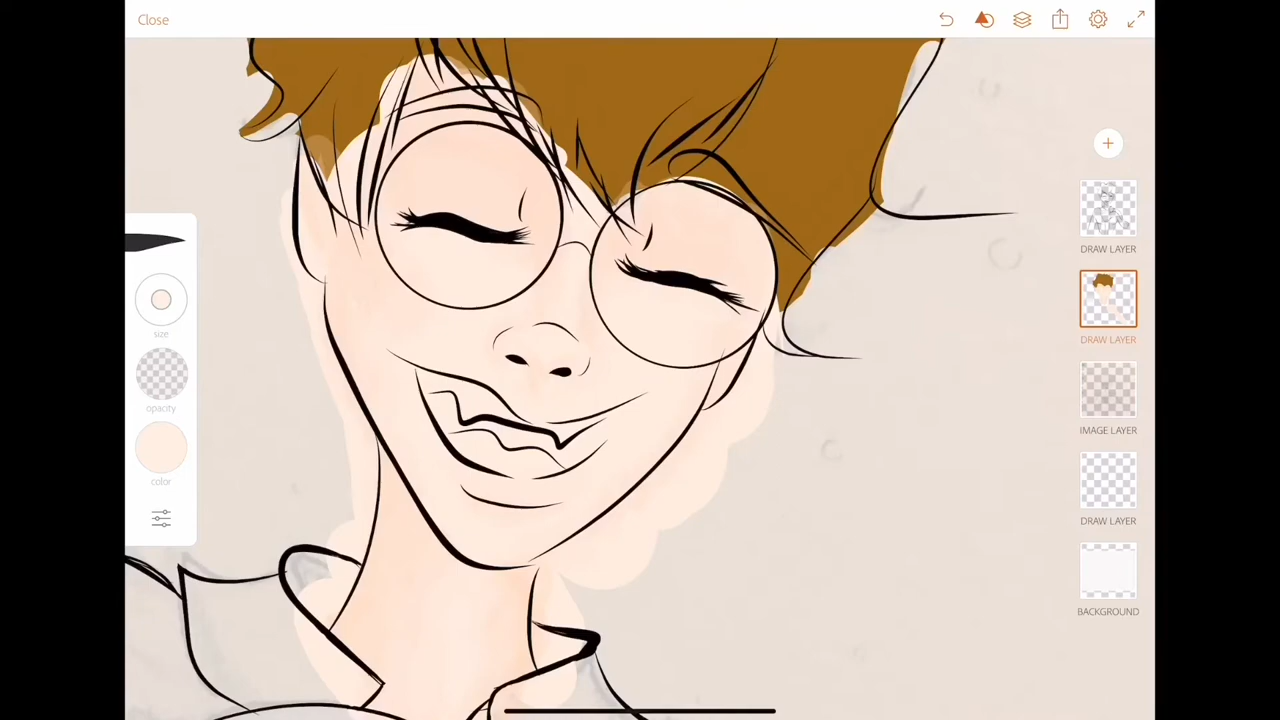 Close
size
opacity
color
DRAW LAYER
DRAW LAYER
IMAGE LAYER
DRAW LAYER
BACKGROUND